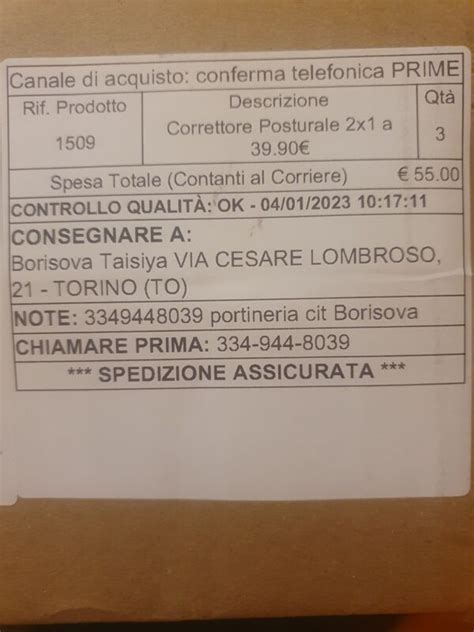 Canale di acquisto: conferma telefonica PRIME
Rif. Prodotto
1509
Descrizione
Correttore Posturale 2x1 a
39.90€
Qtà
3
Spesa Totale (Contanti al Corriere) € 55.00
CONTROLLO QUALITÀ: OK - 04/01/2023 10:17:11
CONSEGNARE A:
Borisova Taisiya VIA CESARE LOMBROSO,
21 - TORINO (TO)
NOTE: 3349448039 portineria cit Borisova
CHIAMARE PRIMA: 334-944-8039
*** SPEDIZIONE ASSICURATA ***